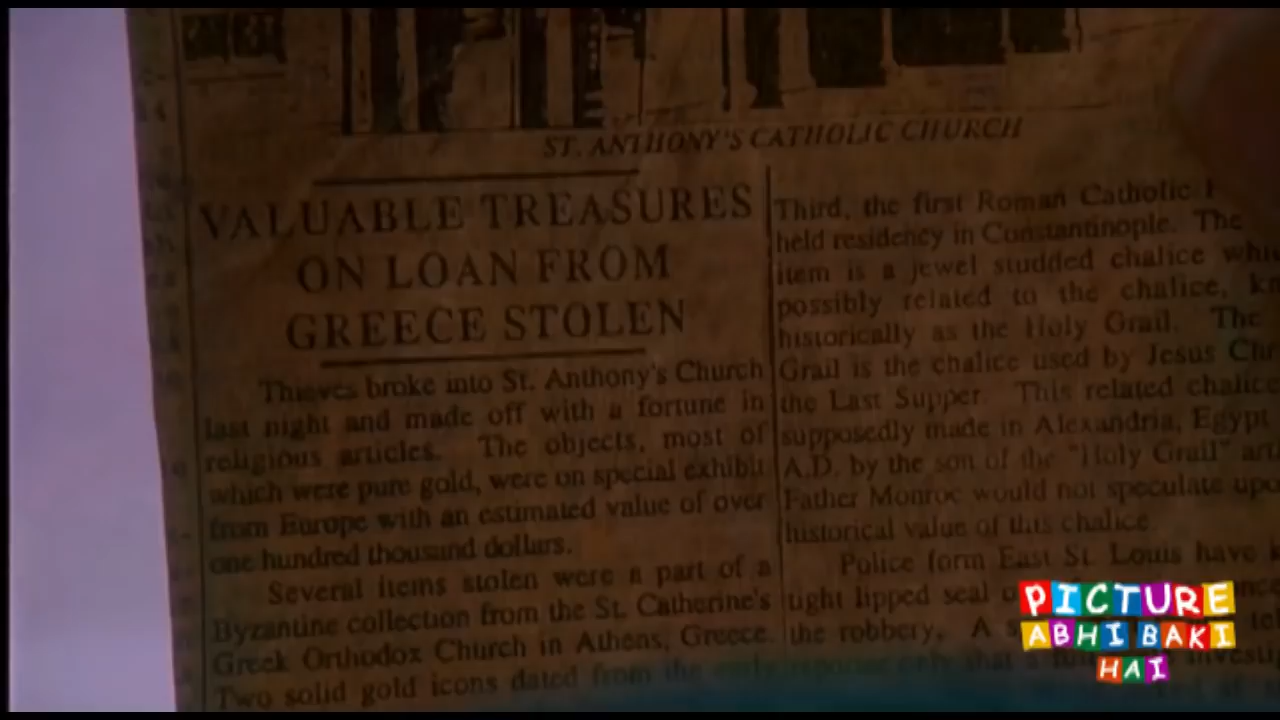 ST. ANTHONY'S CATHOLIC CHURCH
VALUABLE TREASURES
ON LOAN FROM
GREECE STOLEN
Thieves broke into St. Anthony's Church
last night and made off with a fortune in
religious articles. The objects, most of
which were pure gold, were on special exhibit
from Europe with an estimated value of over
one hundred thousand dollars.
Several items stolen were a part of a
Byzantine collection from the St. Catherine's
Greek Orthodox Church in Athens, Greece.
Two solid gold icons dated from the early
Third, the first Roman Catholic
held residency in Constantinople. The
item is a jewel studded chalice
possibly related to the chalice,
historically as the Holy Grail. The
Grail is the chalice used by Jesus
the Last Supper. This related chalice
supposedly made in Alexandria, Egypt
A.D. by the son of the "Holy Grail"
Father Monroe would not speculate
historical value of this chalice.
Police form East St. Louis have
tight lipped seal
the robbery. A
that a
PICTURE
ABHI BAKI
HAI